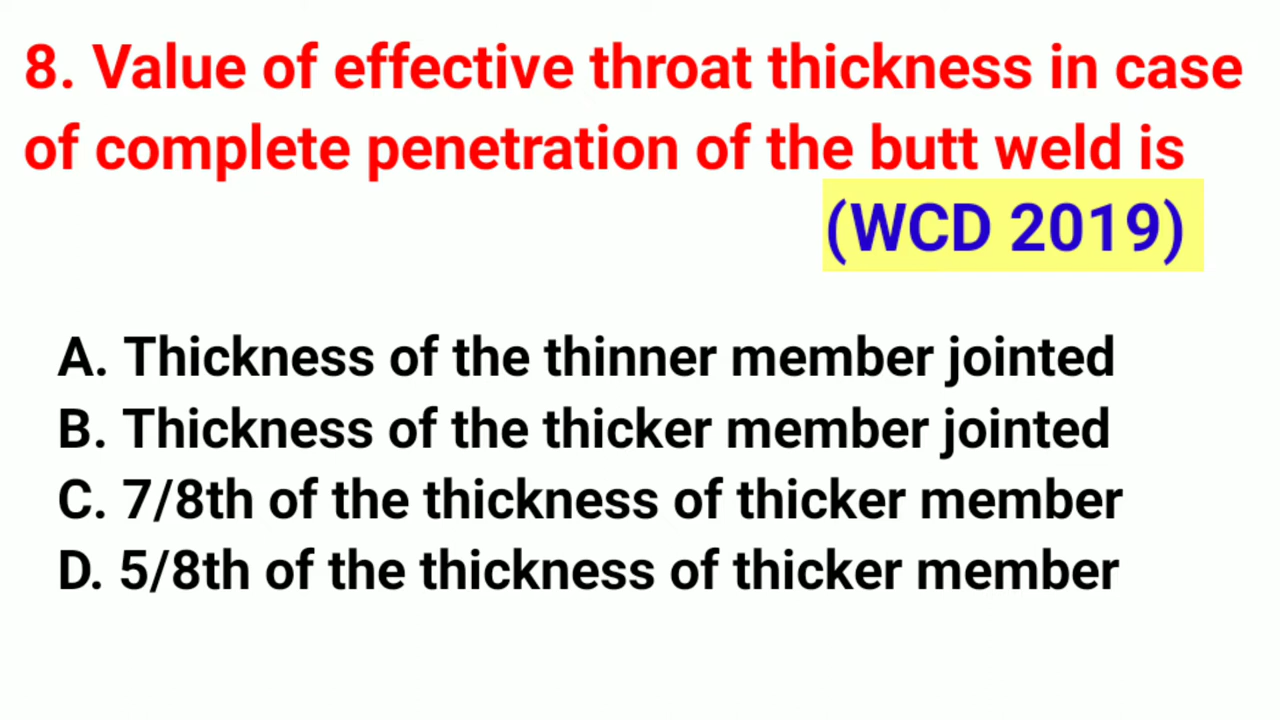 8. Value of effective throat thickness in case
of complete penetration of the butt weld is
(WCD 2019)
A. Thickness of the thinner member jointed
B. Thickness of the thicker member jointed
C. 7/8th of the thickness of thicker member
D. 5/8th of the thickness of thicker member